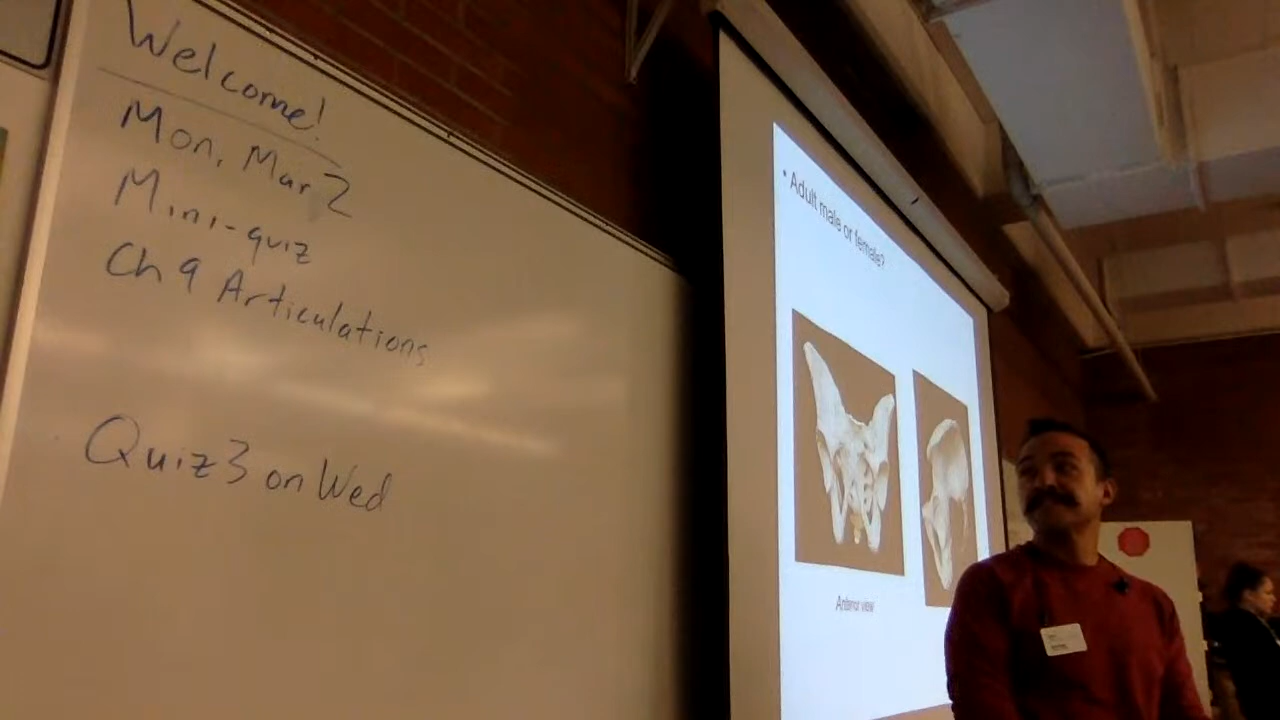 Welcome!
Mon, Mar 2
Mini-quiz
Ch 9 Articulations
Quiz 3 on Wed
• Adult male or female?
Anterior view